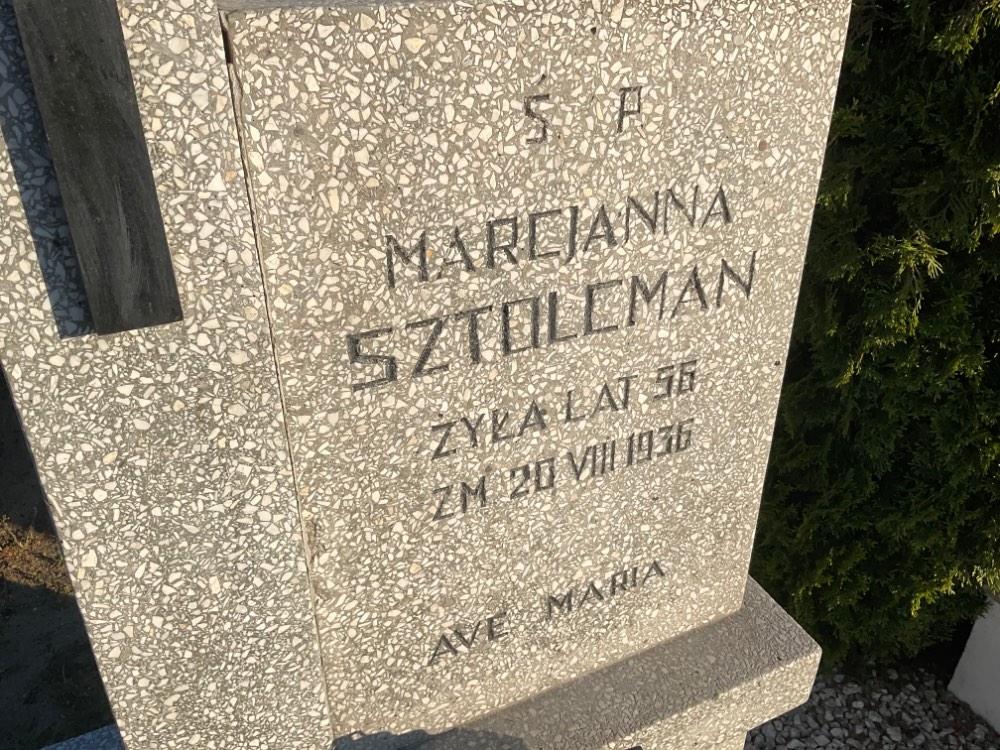 Ś P
MARCJANNA
SZTOLCMAN
ŻYŁA LAT 56
ZM 20 VIII 1936
AVE MARIA